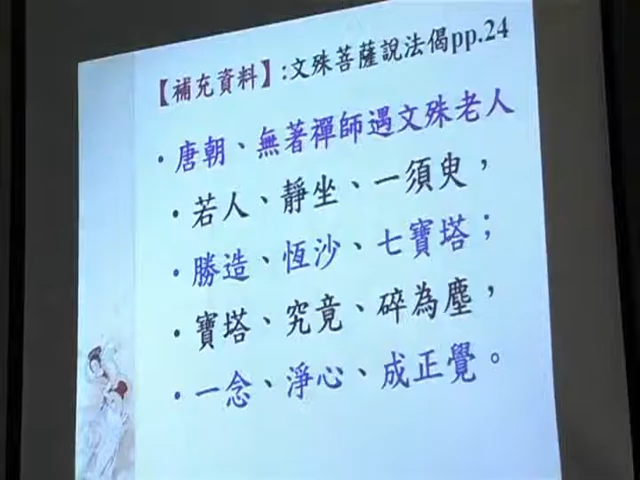 【補充資料】:文殊菩薩說法偈pp.24
•唐朝、無著禪師遇文殊老人
•若人、靜坐、一須臾，
•勝造、恆沙、七寶塔；
•寶塔、究竟、碎為塵，
•一念、淨心、成正覺。